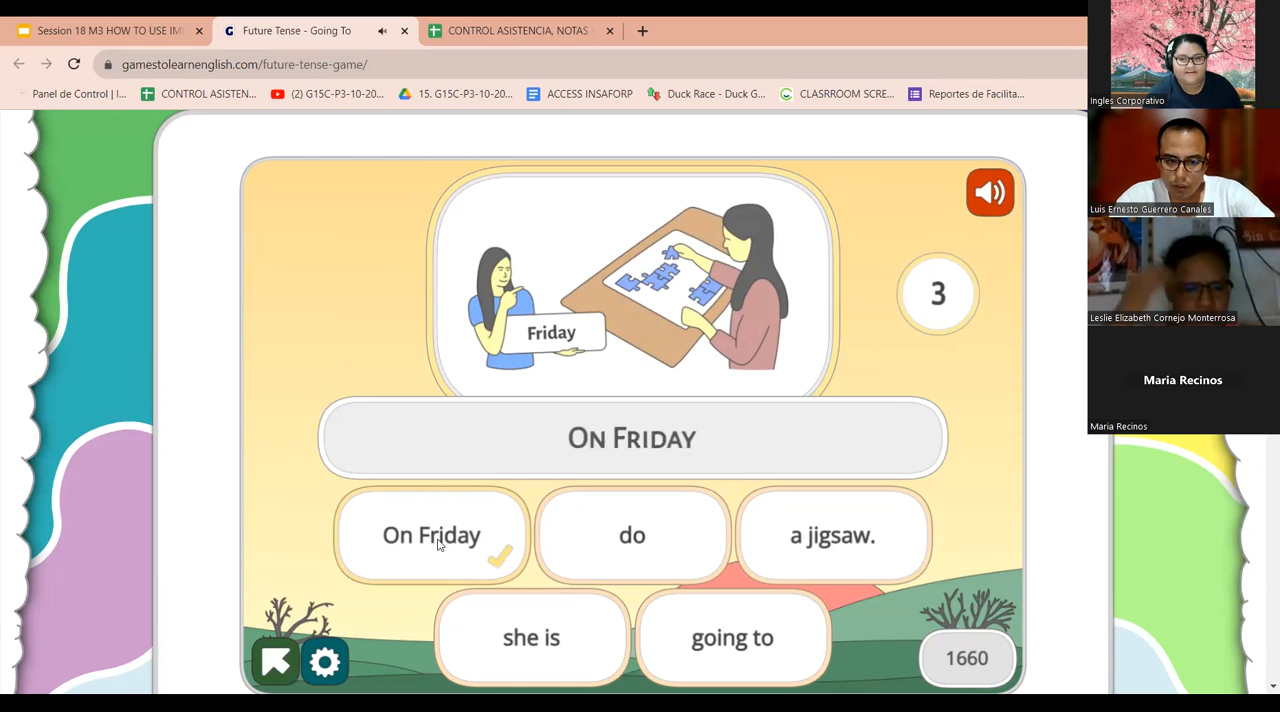 Session 18 M3 HOW TO USE IM
Future Tense - Going To
CONTROL ASISTENCIA, NOTAS Y
gamestolearnenglish.com/future-tense-game/
Panel de Control | I...
CONTROL ASISTEN...
(2) G15C-P3-10-20...
15. G15C-P3-10-20...
ACCESS INSAFORP
Duck Race - Duck G...
CLASRROOM SCRE...
Reportes de Facilita...
Ingles Corporativo
Luis Ernesto Guerrero Canales
Leslie Elizabeth Cornejo Monterrosa
Maria Recinos
Maria Recinos
Friday
3
ON FRIDAY
On Friday
do
a jigsaw.
she is
going to
1660